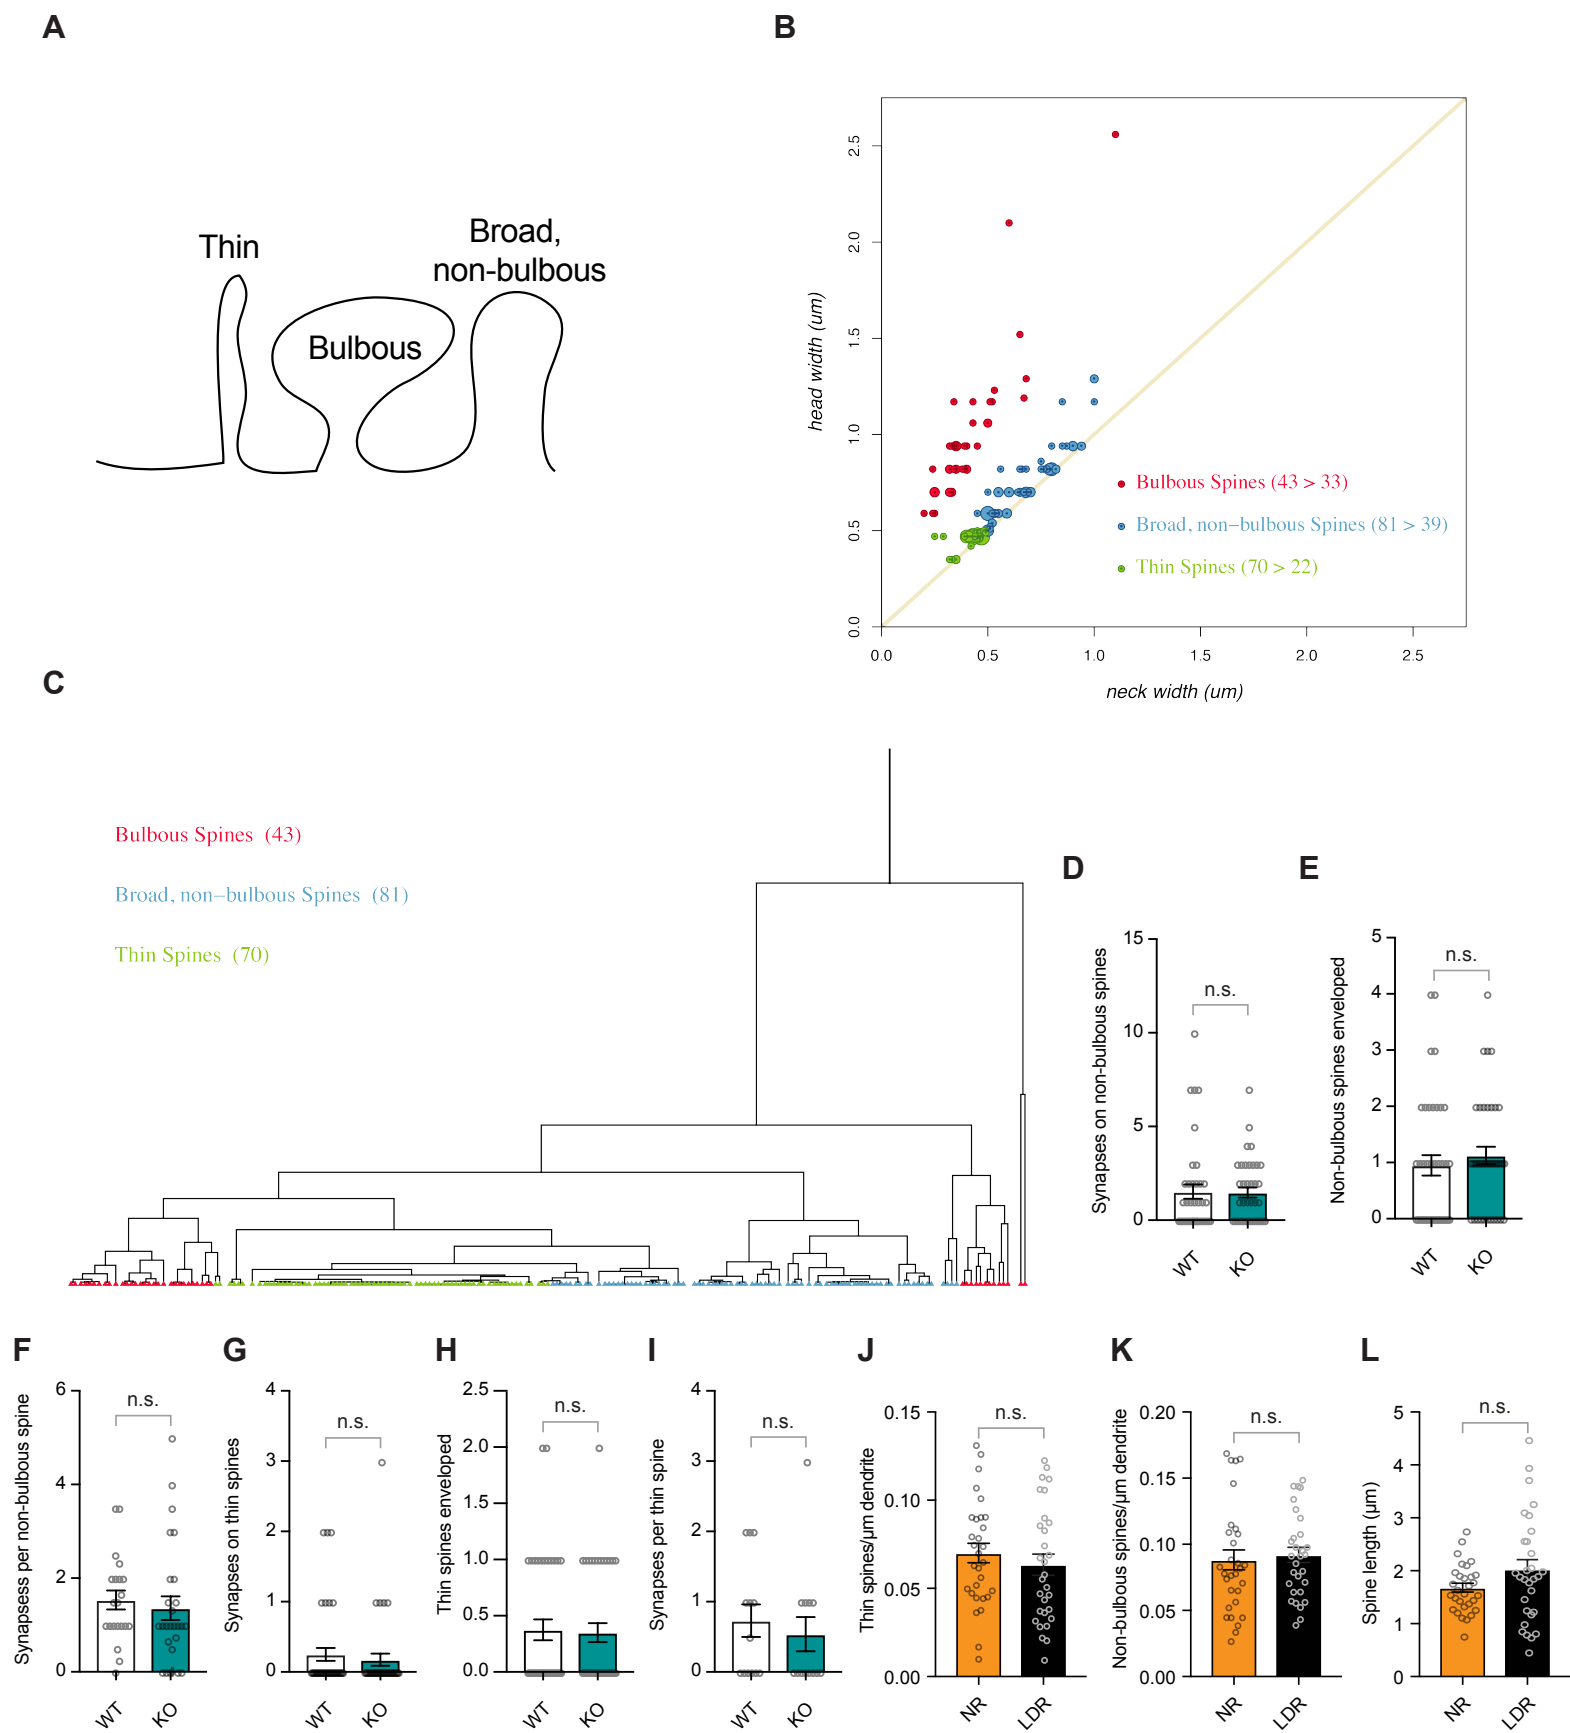 A
B
Thin
Broad,
non-bulbous
Bulbous
head width (um)
2.5
2.0
1.5
1.0
0.5
0.0
Bulbous Spines (43 > 33)
Broad, non–bulbous Spines (81 > 39)
Thin Spines (70 > 22)
0.0 0.5 1.0 1.5 2.0 2.5
neck width (um)
C
Bulbous Spines (43)
Broad, non–bulbous Spines (81)
Thin Spines (70)
D
Synapses on non-bulbous spines
15
10
5
0
n.s.
WT KO
E
Non-bulbous spines enveloped
5
4
3
2
1
0
n.s.
WT KO
F
Synapsess per non-bulbous spine
6
4
2
0
n.s.
WT KO
G
Synapses on thin spines
4
3
2
1
0
n.s.
WT KO
H
Thin spines enveloped
2.5
2.0
1.5
1.0
0.5
0.0
n.s.
WT KO
I
Synapses per thin spine
4
3
2
1
0
n.s.
WT KO
J
Thin spines/µm dendrite
0.15
0.10
0.05
0.00
n.s.
NR LDR
K
Non-bulbous spines/µm dendrite
0.20
0.15
0.10
0.05
0.00
n.s.
NR LDR
L
Spine length (µm)
5
4
3
2
1
0
n.s.
NR LDR